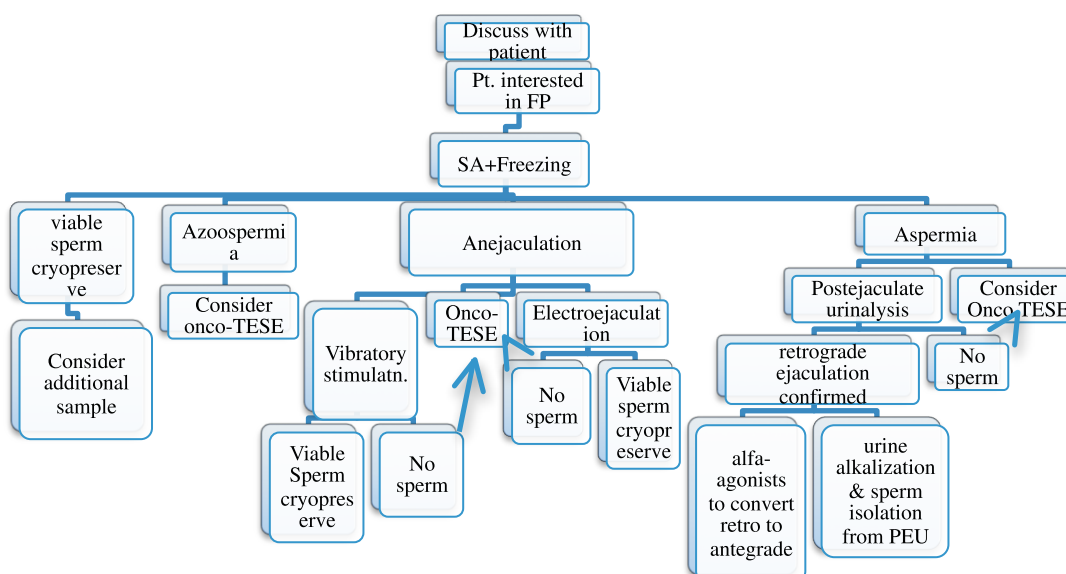 Discuss with
patient
Pt. interested
in FP
SA+Freezing
viable
sperm
cryopreser
ve
Azoospermi
a
Anejaculation
Aspermia
Consider
additional
sample
Consider
onco-TESE
Vibratory
stimulatn.
Onco-
TESE
Electroejaculat
ion
Postejaculate
urinalysis
Consider
Onco TESE
Viable
Sperm
cryopres
erve
No
sperm
No
sperm
Viable
sperm
cryopr
eserve
retrograde
ejaculation
confirmed
No
sperm
alfa-
agonists
to convert
retro to
antegrade
urine
alkalization
& sperm
isolation
from PEU